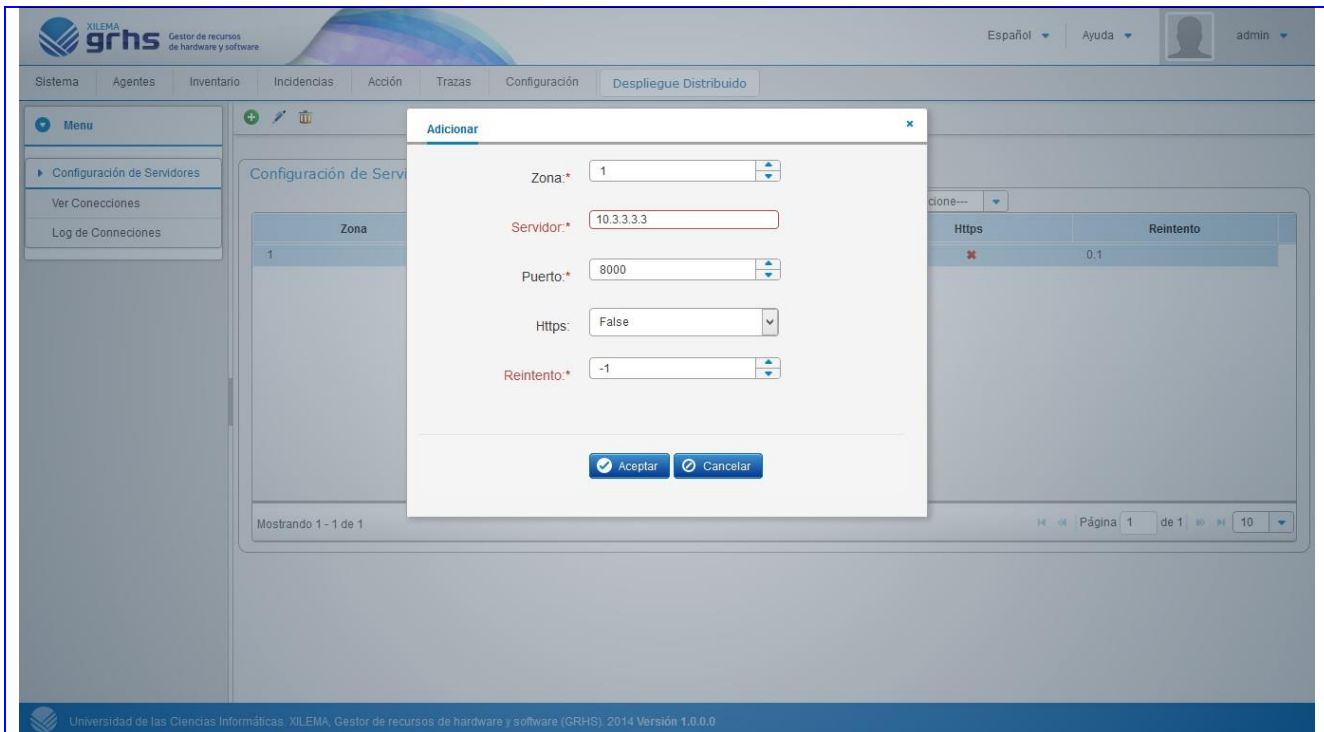 XILEMA
grhs Gestor de recursos de hardware y software
Español Ayuda admin
Sistema Agentes Inventario Incidencias Acción Trazas Configuración Despliegue Distribuido
Menu
Configuración de Servidores
Ver Conecciones
Log de Conneciones
Configuración de Servi
cione---
Zona Https Reintento
1 0.1
Adicionar
Zona:* 1
Servidor:* 10.3.3.3.3
Puerto:* 8000
Https: False
Reintento:* -1
Aceptar Cancelar
Mostrando 1 - 1 de 1 Página 1 de 1 10
Universidad de las Ciencias Informáticas. XILEMA, Gestor de recursos de hardware y software (GRHS). 2014 Versión 1.0.0.0